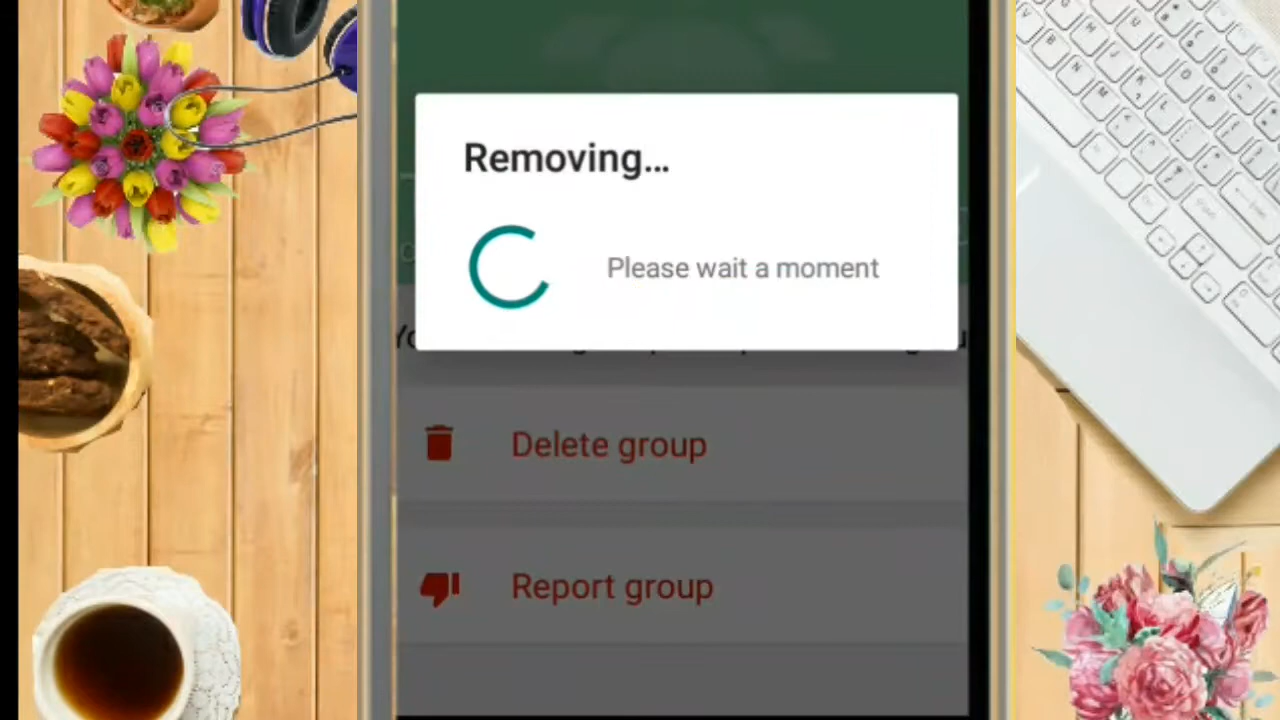 Removing...
Please wait a moment
Delete group
Report group